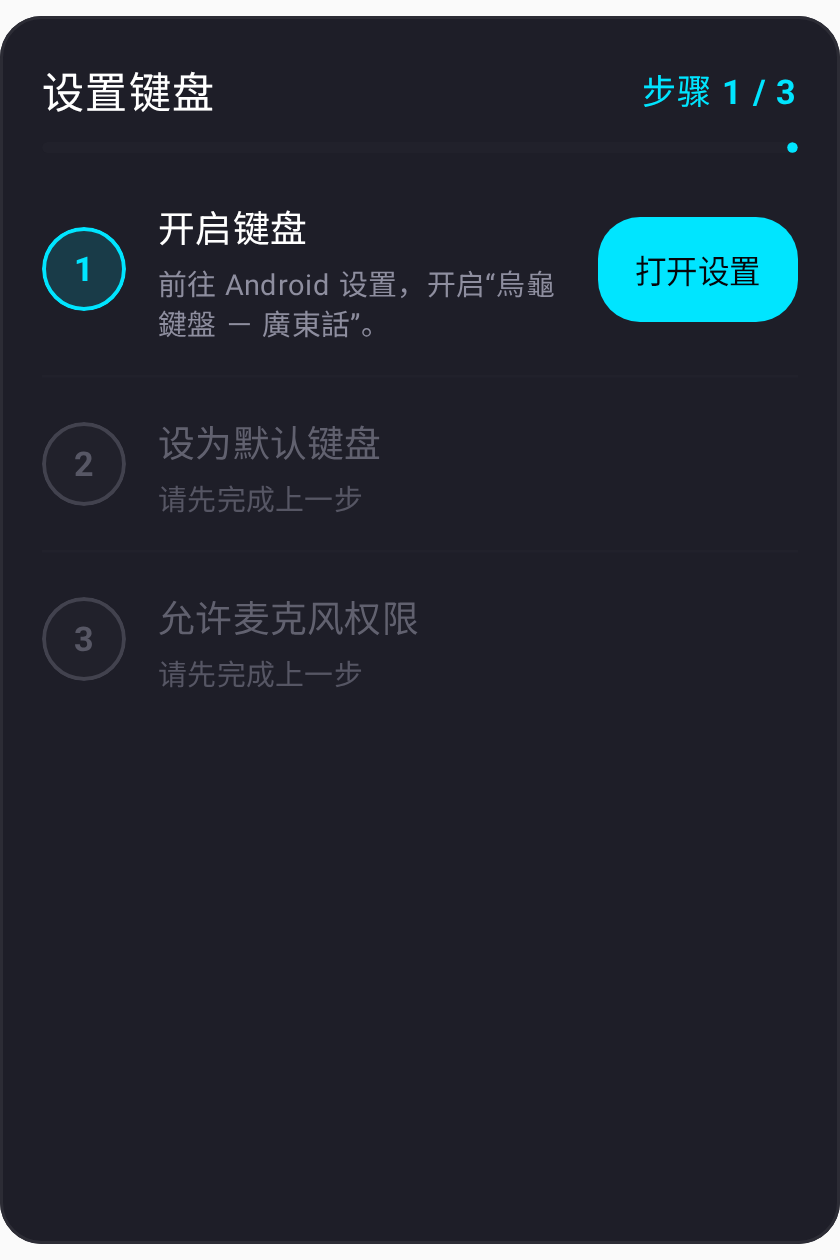 设置键盘
步骤 1 / 3
1
开启键盘
前往 Android 设置，开启“烏龜
鍵盤 — 廣東話”。
打开设置
2
设为默认键盘
请先完成上一步
3
允许麦克风权限
请先完成上一步